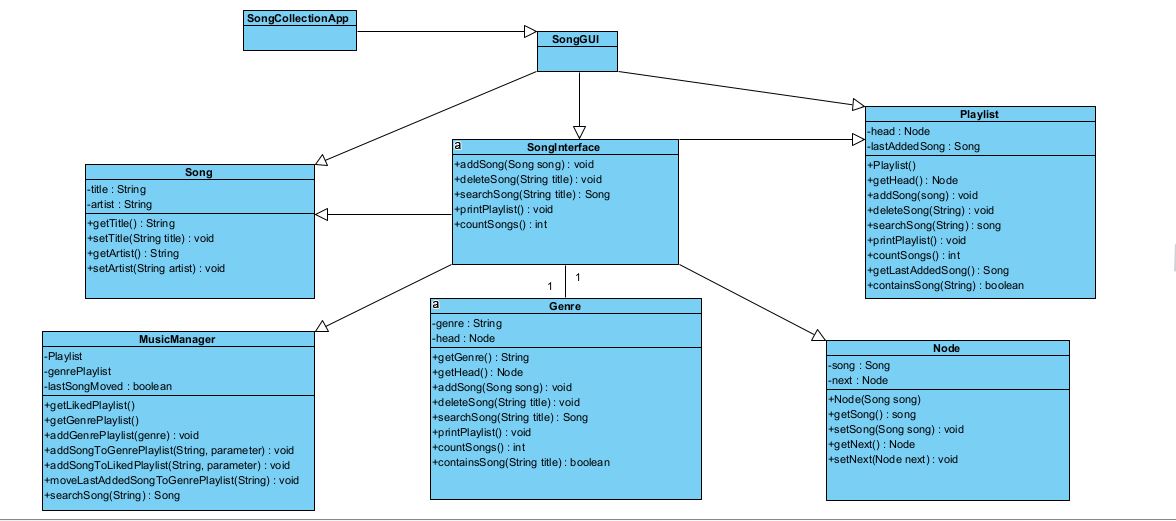 SongCollectionApp
SongGUI
Playlist
-head : Node
-lastAddedSong : Song
+Playlist()
+getHead() : Node
+addSong(song) : void
+deleteSong(String) : void
+searchSong(String) : song
+printPlaylist() : void
+countSongs() : int
+getLastAddedSong() : Song
+containsSong(String) : boolean
a
SongInterface
+addSong(Song song) : void
+deleteSong(String title) : void
+searchSong(String title) : Song
+printPlaylist() : void
+countSongs() : int
Song
-title : String
-artist : String
+getTitle() : String
+setTitle(String title) : void
+getArtist() : String
+setArtist(String artist) : void
1
1
a
Genre
-genre : String
-head : Node
+getGenre() : String
+getHead() : Node
+addSong(Song song) : void
+deleteSong(String title) : void
+searchSong(String title) : Song
+printPlaylist() : void
+countSongs() : int
+containsSong(String title) : boolean
MusicManager
-Playlist
-genrePlaylist
-lastSongMoved : boolean
+getLikedPlaylist()
+getGenrePlaylist()
+addGenrePlaylist(genre) : void
+addSongToGenrePlaylist(String, parameter) : void
+addSongToLikedPlaylist(String, parameter) : void
+moveLastAddedSongToGenrePlaylist(String) : void
+searchSong(String) : Song
Node
-song : Song
-next : Node
+Node(Song song)
+getSong() : song
+setSong(Song song) : void
+getNext() : Node
+setNext(Node next) : void